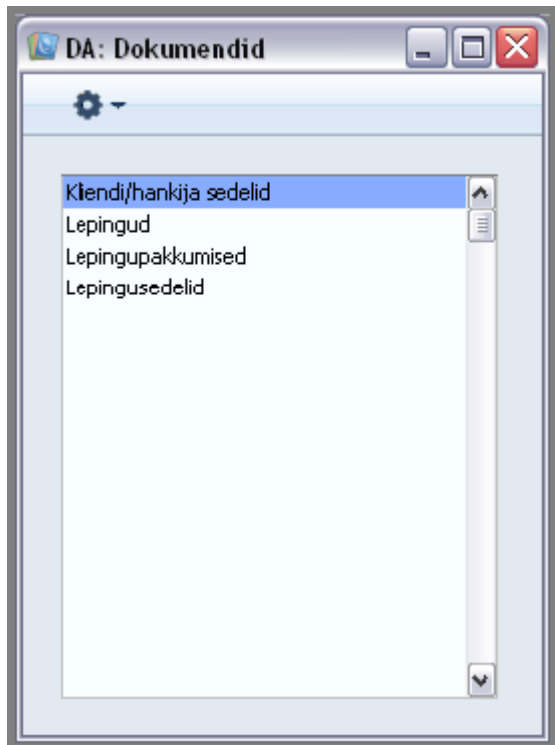 DA: Dokumendid
Kliendi/hankija sedelid
Lepingud
Lepingupakkumised
Lepingusedelid